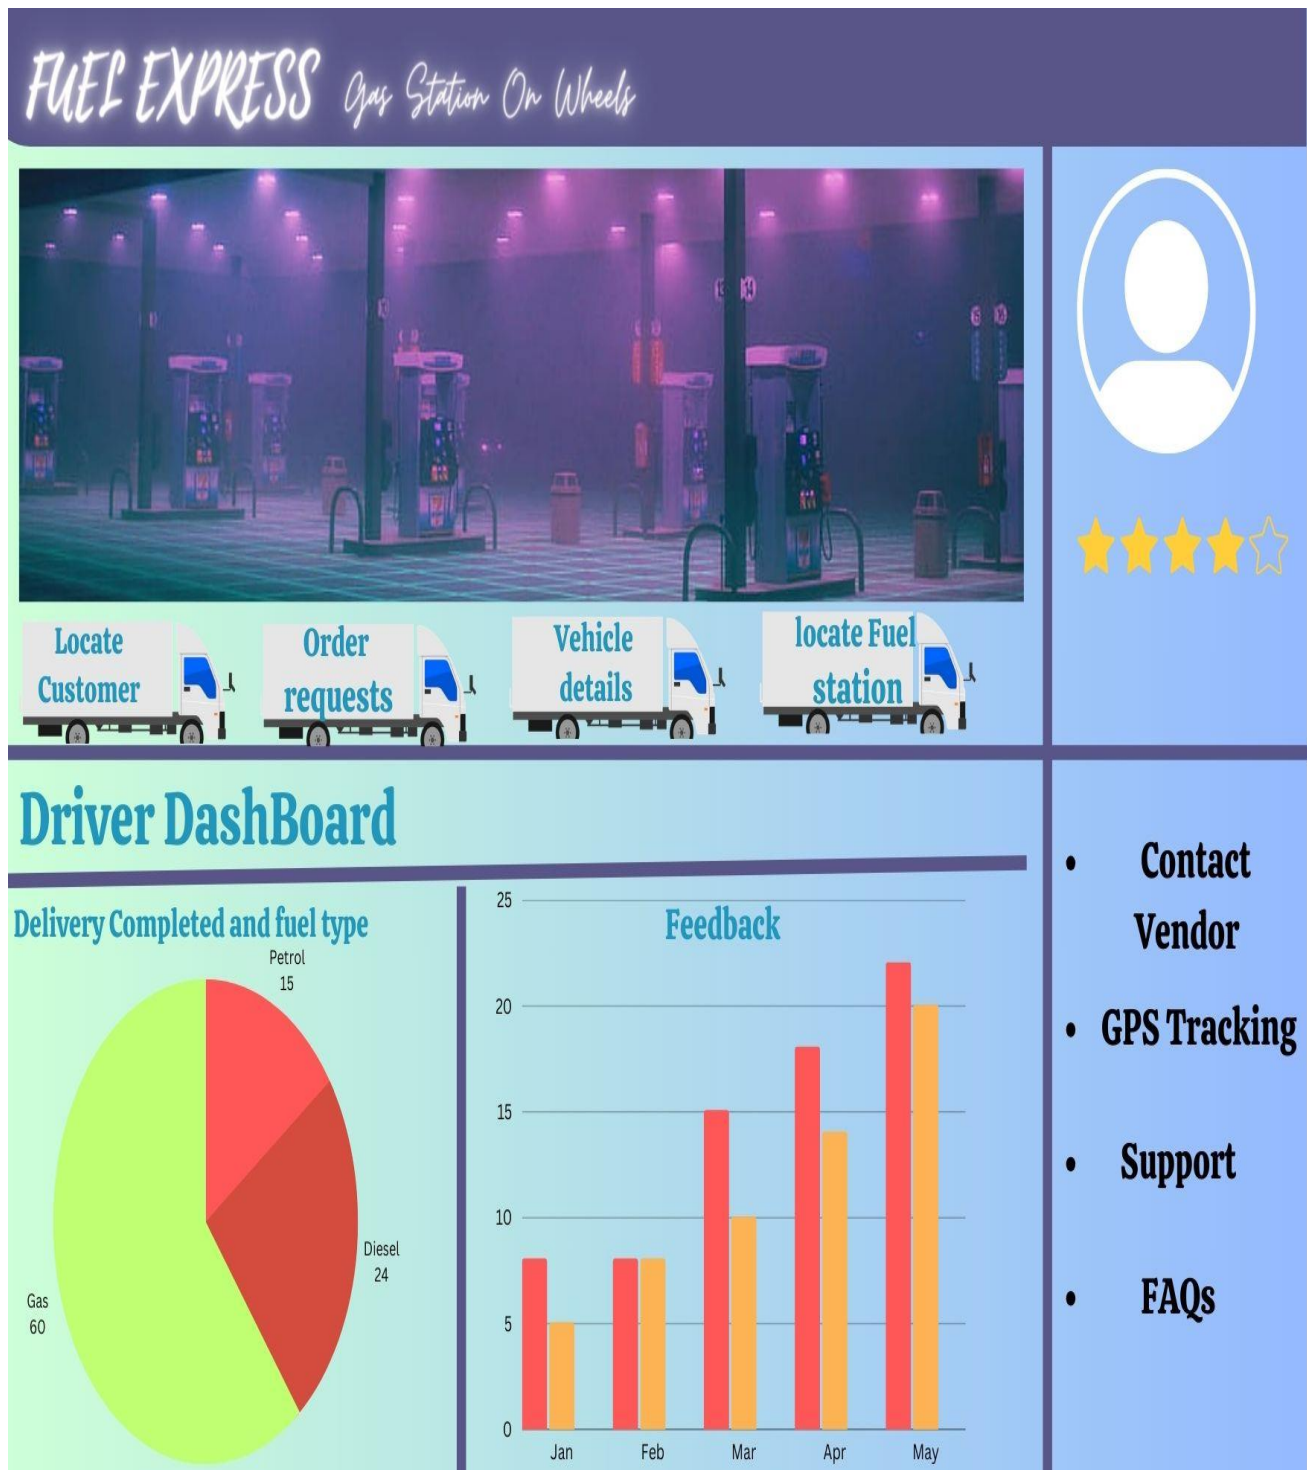 FUEL EXPRESS Gas Station On Wheels
Locate
Customer
Order
requests
Vehicle
details
locate Fuel
station
Driver DashBoard
Delivery Completed and fuel type
Petrol
15
Diesel
24
Gas
60
Feedback
25
20
15
10
5
0
Jan
Feb
Mar
Apr
May
• Contact
Vendor
• GPS Tracking
• Support
• FAQs